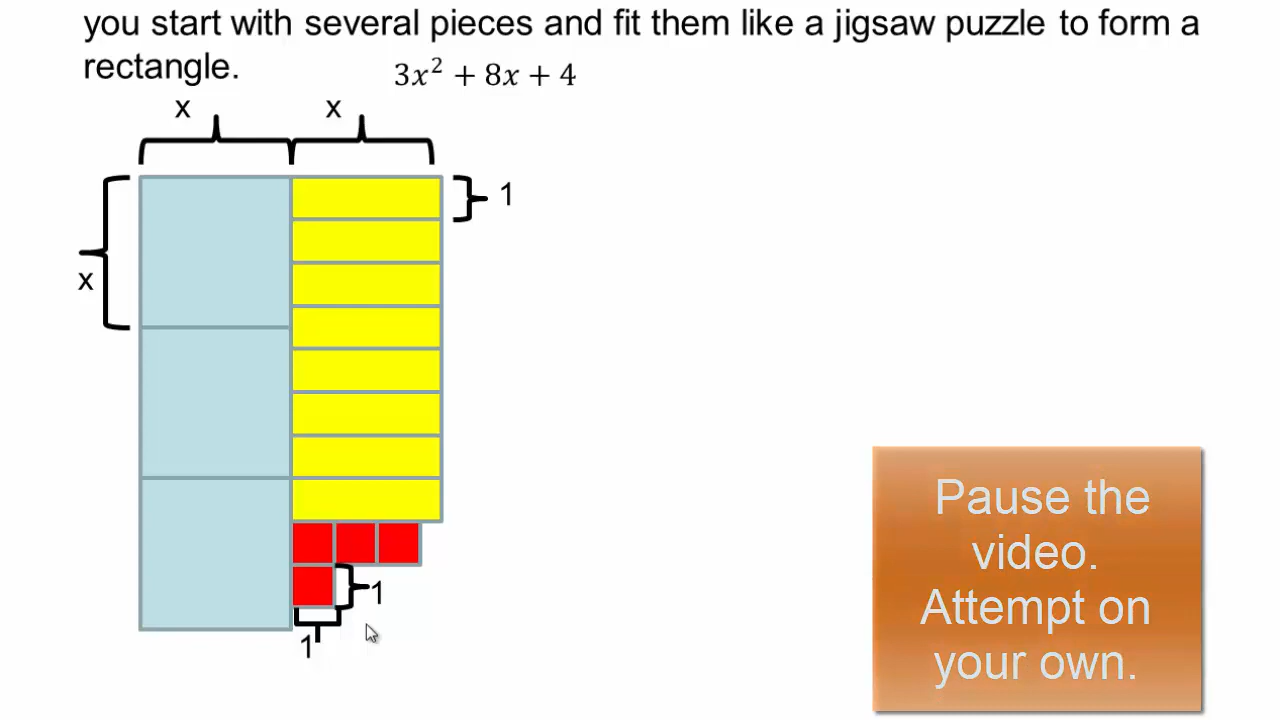 you start with several pieces and fit them like a jigsaw puzzle to form a
rectangle.
3x² + 8x + 4
x
x
1
x
1
1
Pause the
video.
Attempt on
your own.